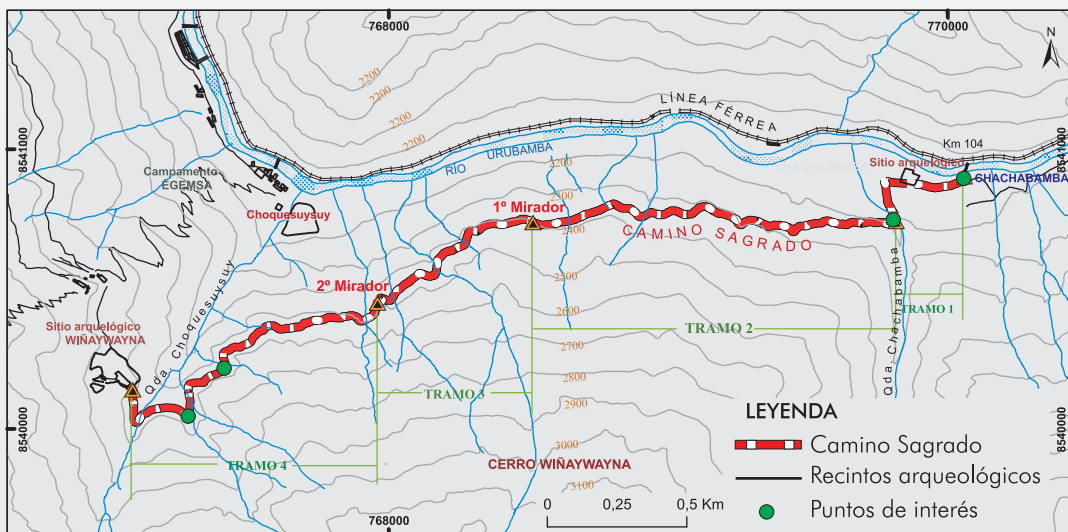 768000
770000
N
2200
2200
2200
2200
LÍNEA FÉRREA
8541000
8541000
RÍO URUBAMBA
Km 104
Sitio arqueológico
CHACHABAMBA
Campamento
EGEMSA
Choquesuysuy
2200
2300
2400
1º Mirador
CAMINO SAGRADO
2500
2600
2700
2800
2900
3000
3100
2º Mirador
Qda. Choquesuysuy
Qda. Chachabamba
TRAMO 1
TRAMO 2
TRAMO 3
TRAMO 4
Sitio arqueológico
WIÑAYWAYNA
CERRO WIÑAYWAYNA
8540000
8540000
LEYENDA
Camino Sagrado
Recintos arqueológicos
Puntos de interés
0 0,25 0,5 Km
768000